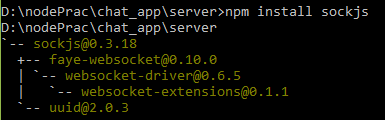 D:\nodePrac\chat_app\server>npm install sockjs
D:\nodePrac\chat_app\server
`-- sockjs@0.3.18
  +-- faye-websocket@0.10.0
  | `-- websocket-driver@0.6.5
  |   `-- websocket-extensions@0.1.1
  `-- uuid@2.0.3